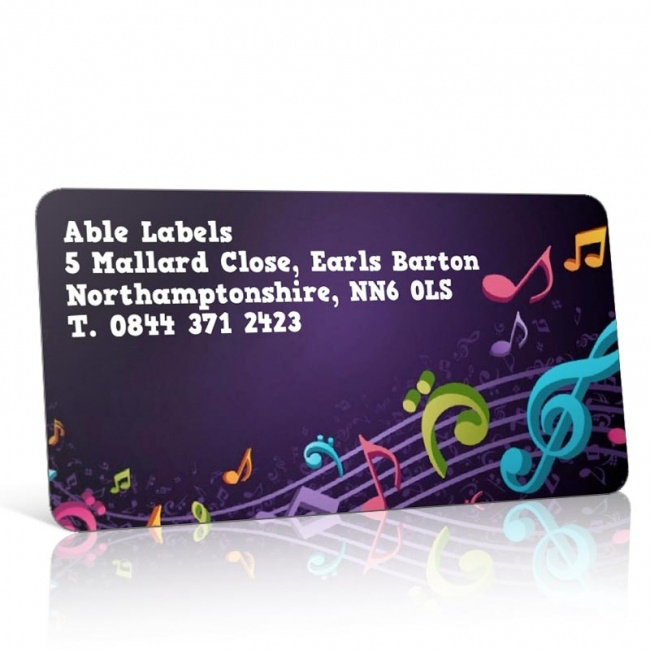 Able Labels
5 Mallard Close, Earls Barton
Northamptonshire, NN6 0LS
T. 0844 371 2423